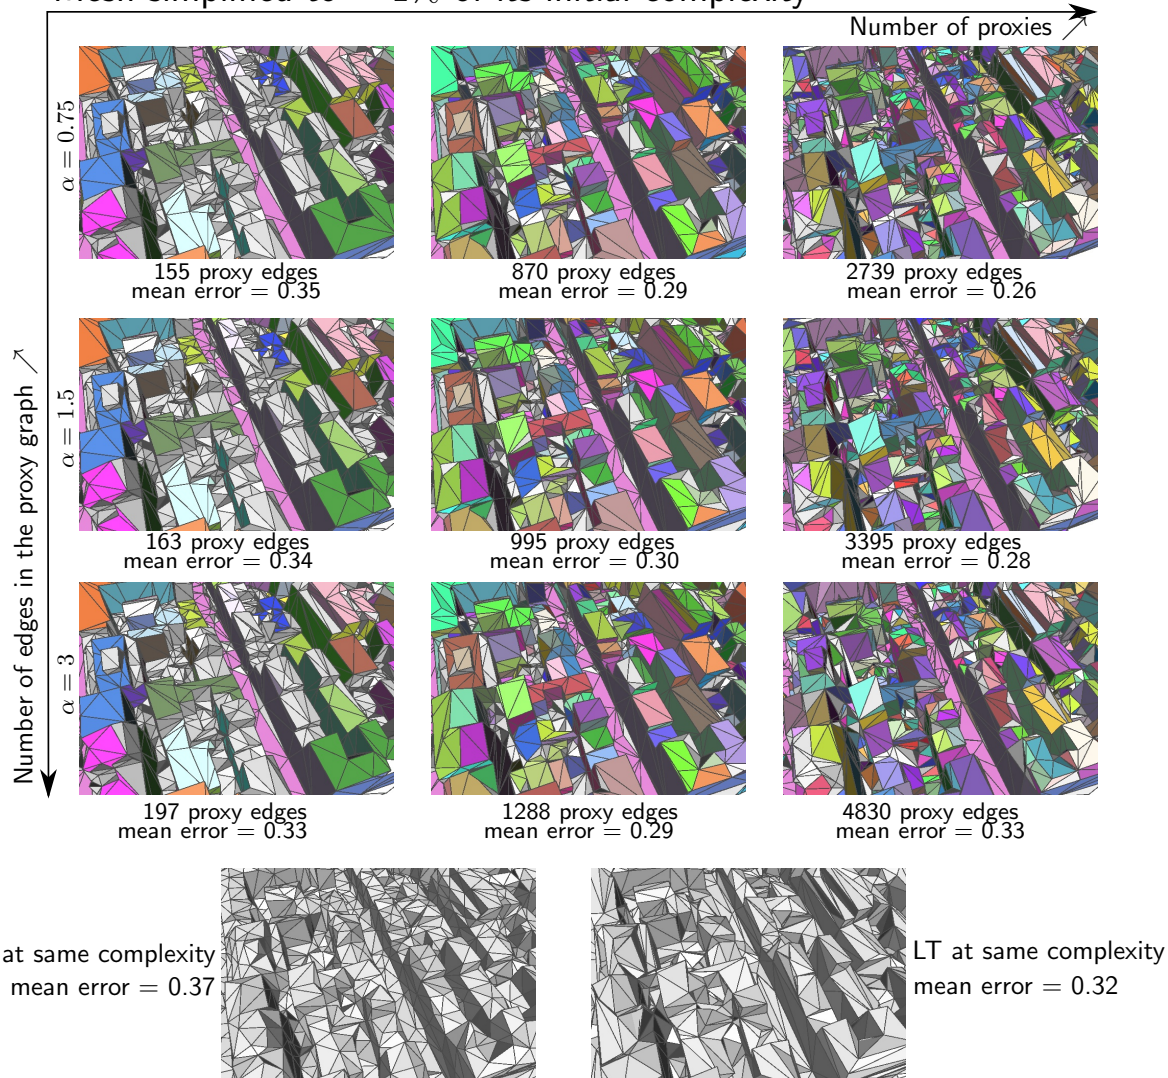 Number of proxies ↗
α = 0.75
155 proxy edges
mean error = 0.35
870 proxy edges
mean error = 0.29
2739 proxy edges
mean error = 0.26
Number of edges in the proxy graph ↗
α = 1.5
163 proxy edges
mean error = 0.34
995 proxy edges
mean error = 0.30
3395 proxy edges
mean error = 0.28
α = 3
197 proxy edges
mean error = 0.33
1288 proxy edges
mean error = 0.29
4830 proxy edges
mean error = 0.33
at same complexity
mean error = 0.37
LT at same complexity
mean error = 0.32